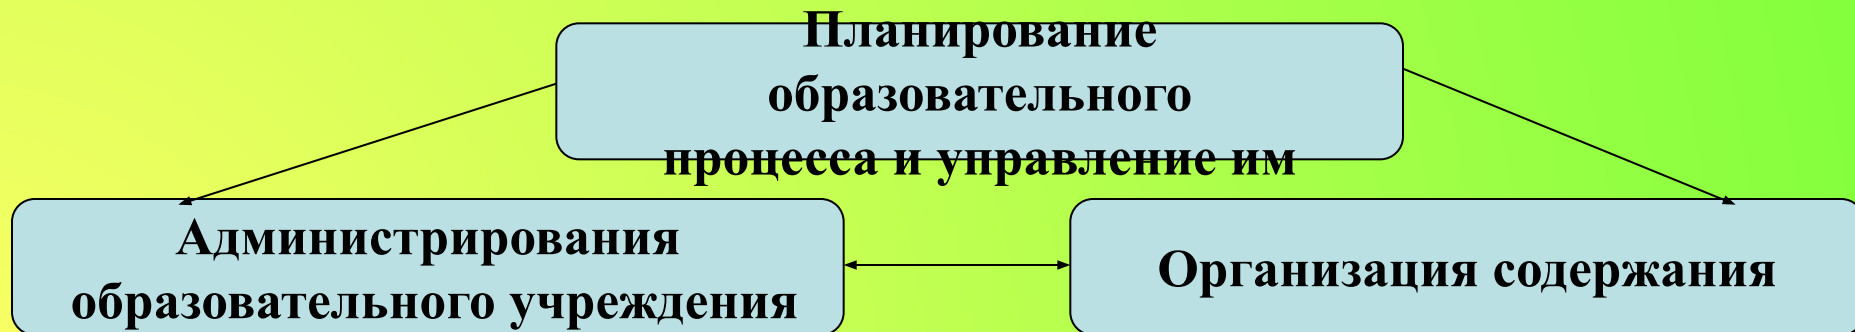 Планирование
образовательного
процесса и управление им
Администрирования
образовательного учреждения
Организация содержания